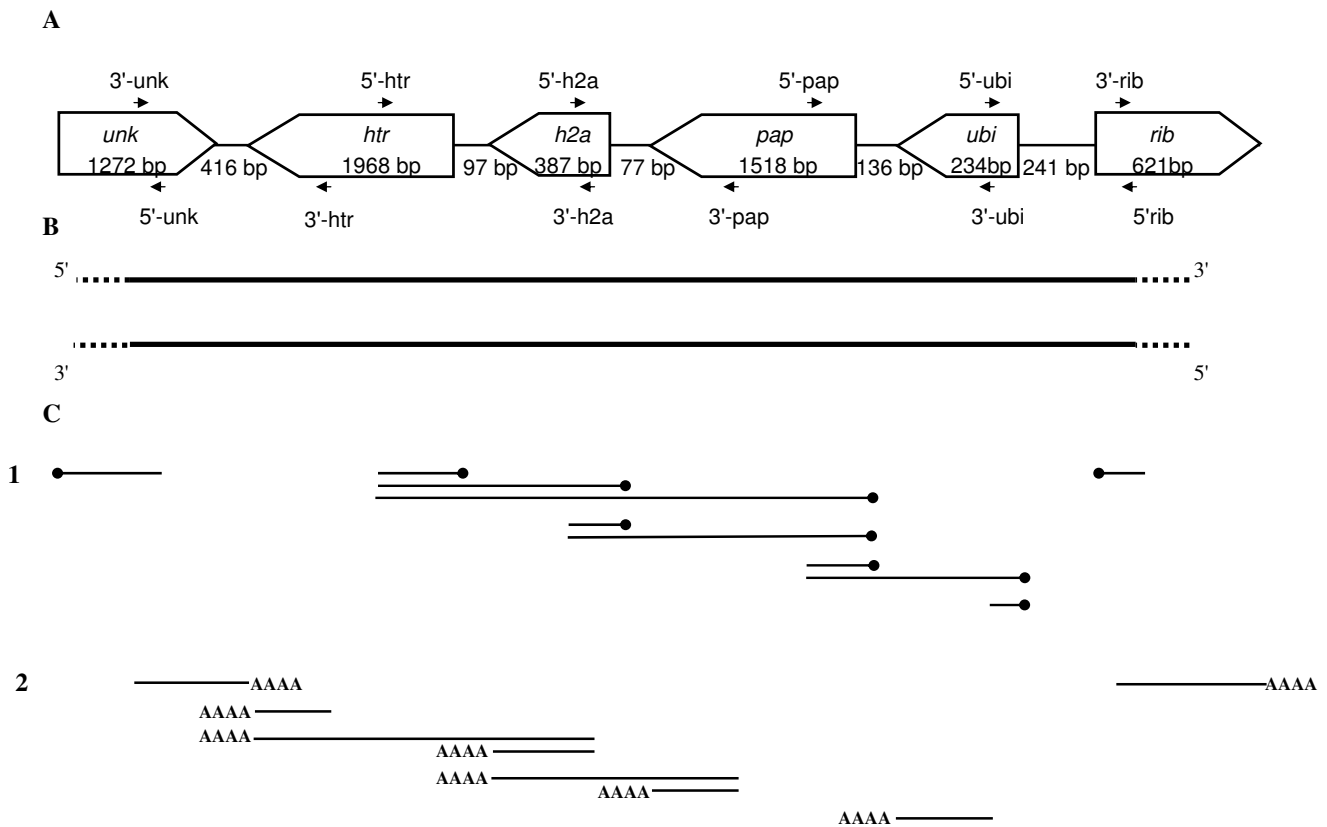 A
3'-unk 5'-htr 5'-h2a 5'-pap 5'-ubi 3'-rib
unk htr h2a pap ubi rib
1272 bp 416 bp 1968 bp 97 bp 387 bp 77 bp 1518 bp 136 bp 234bp 241 bp 621bp
5'-unk 3'-htr 3'-h2a 3'-pap 3'-ubi 5'rib
B
5' 3'
3' 5'
C
1
2
AAAA AAAA
AAAA
AAAA
AAAA
AAAA
AAAA
AAAA